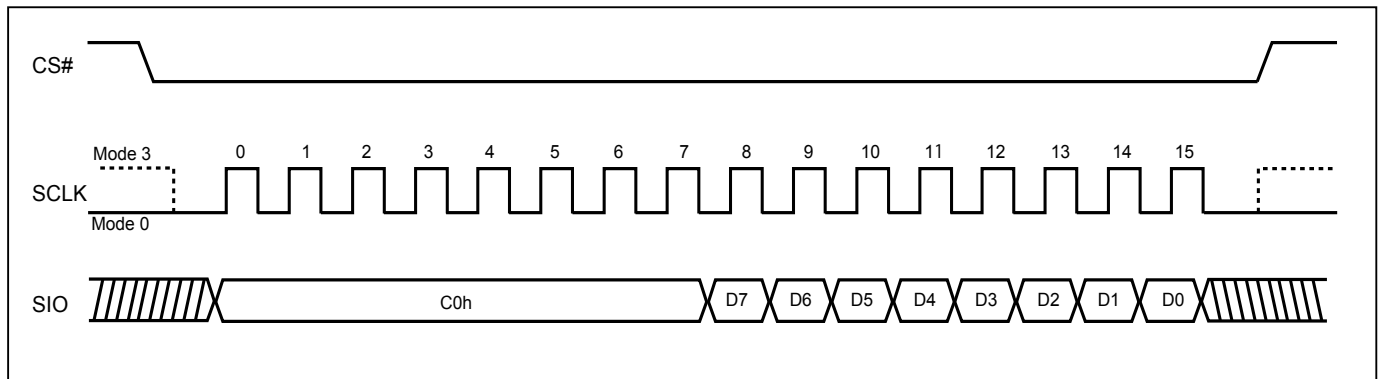 CS#
Mode 3 0 1 2 3 4 5 6 7 8 9 10 11 12 13 14 15
SCLK
Mode 0
SIO C0h D7 D6 D5 D4 D3 D2 D1 D0